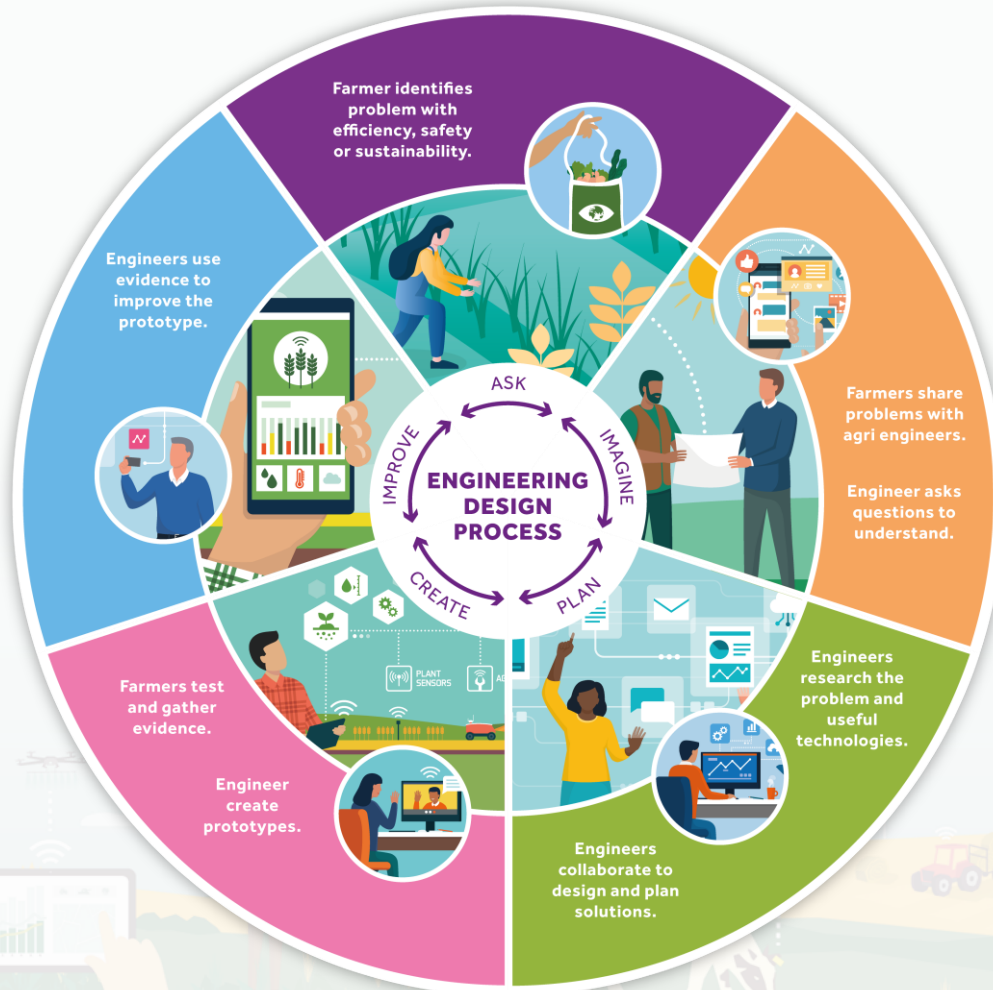 Farmer identifies
problem with
efficiency, safety
or sustainability.
Farmers share
problems with
agri engineers.
Engineer asks
questions to
understand.
Engineers
research the
problem and
useful
technologies.
Engineers
collaborate to
design and plan
solutions.
Engineer
create
prototypes.
Farmers test
and gather
evidence.
Engineers use
evidence to
improve the
prototype.
ENGINEERING
DESIGN
PROCESS
ASK
IMAGINE
PLAN
CREATE
IMPROVE
PLANT
SENSORS